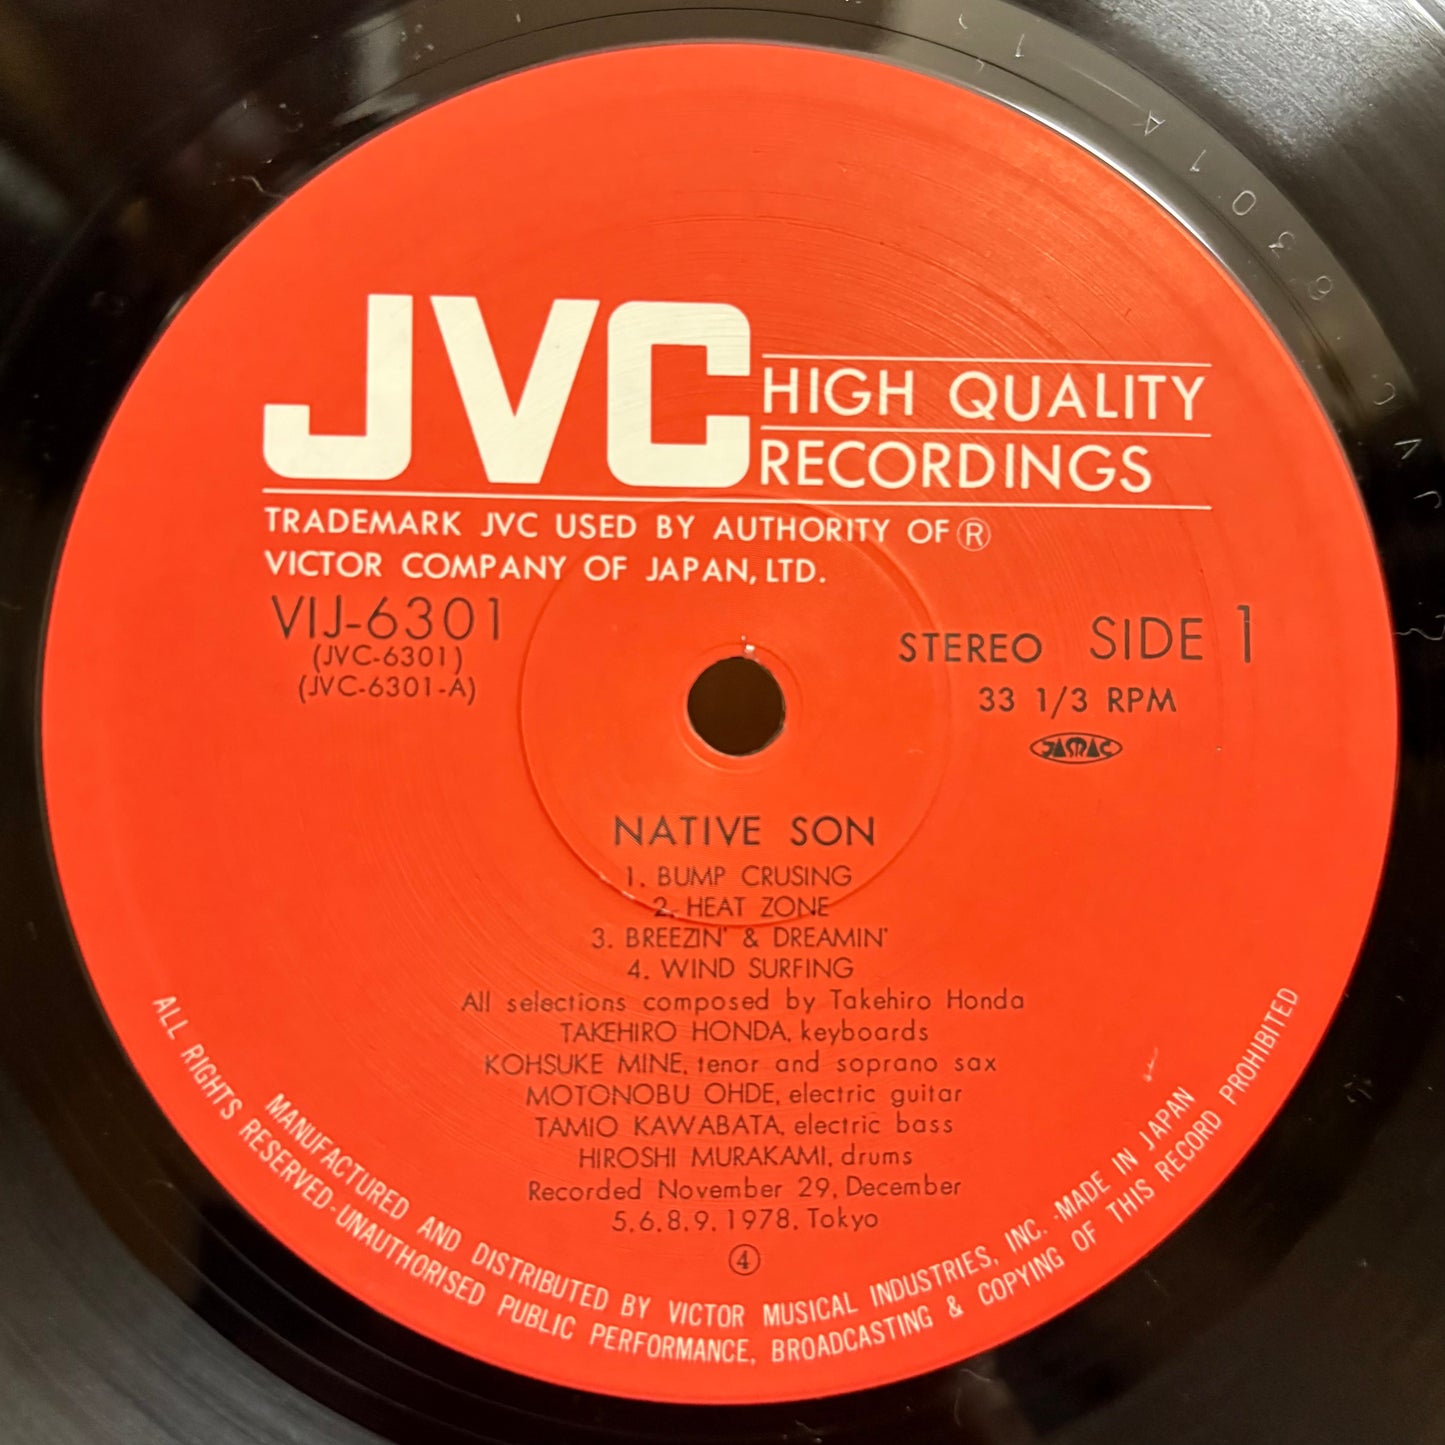 JVC
HIGH QUALITY
RECORDINGS
TRADEMARK JVC USED BY AUTHORITY OF Ⓡ
VICTOR COMPANY OF JAPAN, LTD.
VIJ-6301
(JVC-6301)
(JVC-6301-A)
STEREO SIDE 1
33 1/3 RPM
JASRAC
NATIVE SON
1. BUMP CRUSING
2. HEAT ZONE
3. BREEZIN' & DREAMIN'
4. WIND SURFING
All selections composed by Takehiro Honda
TAKEHIRO HONDA, keyboards
KOHSUKE MINE, tenor and soprano sax
MOTONOBU OHDE, electric guitar
TAMIO KAWABATA, electric bass
HIROSHI MURAKAMI, drums
Recorded November 29, December
5,6,8,9, 1978, Tokyo
④
MANUFACTURED AND DISTRIBUTED BY VICTOR MUSICAL INDUSTRIES, INC. -MADE IN JAPAN
ALL RIGHTS RESERVED-UNAUTHORISED PUBLIC PERFORMANCE, BROADCASTING & COPYING OF THIS RECORD PROHIBITED